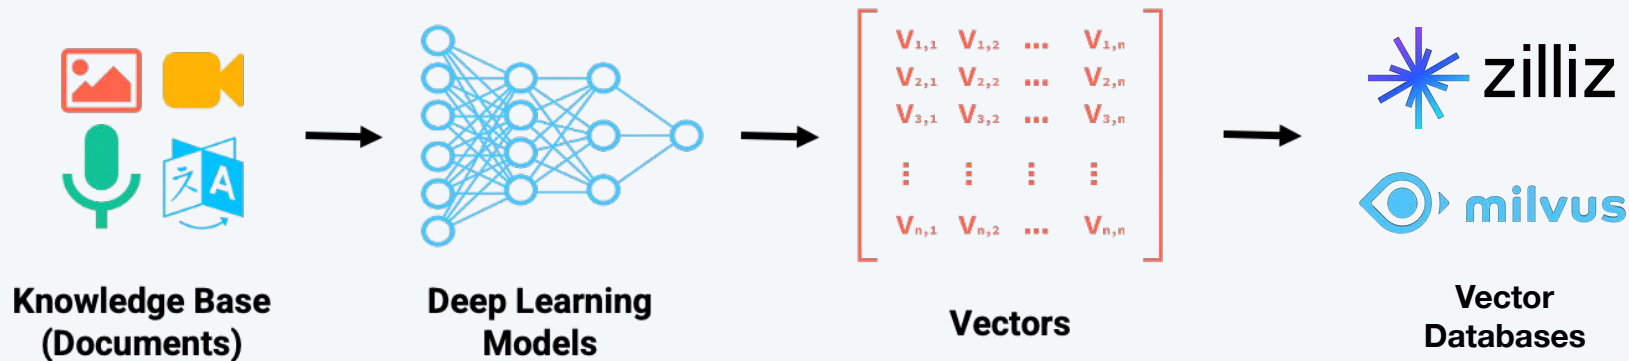 V1,1 V1,2 ... V1,n
V2,1 V2,2 ... V2,n
V3,1 V3,2 ... V3,n
⋮ ⋮ ⋮ ⋮
Vn,1 Vn,2 ... Vn,n
zilliz
A
milvus
Knowledge Base
(Documents)
Deep Learning
Models
Vectors
Vector
Databases